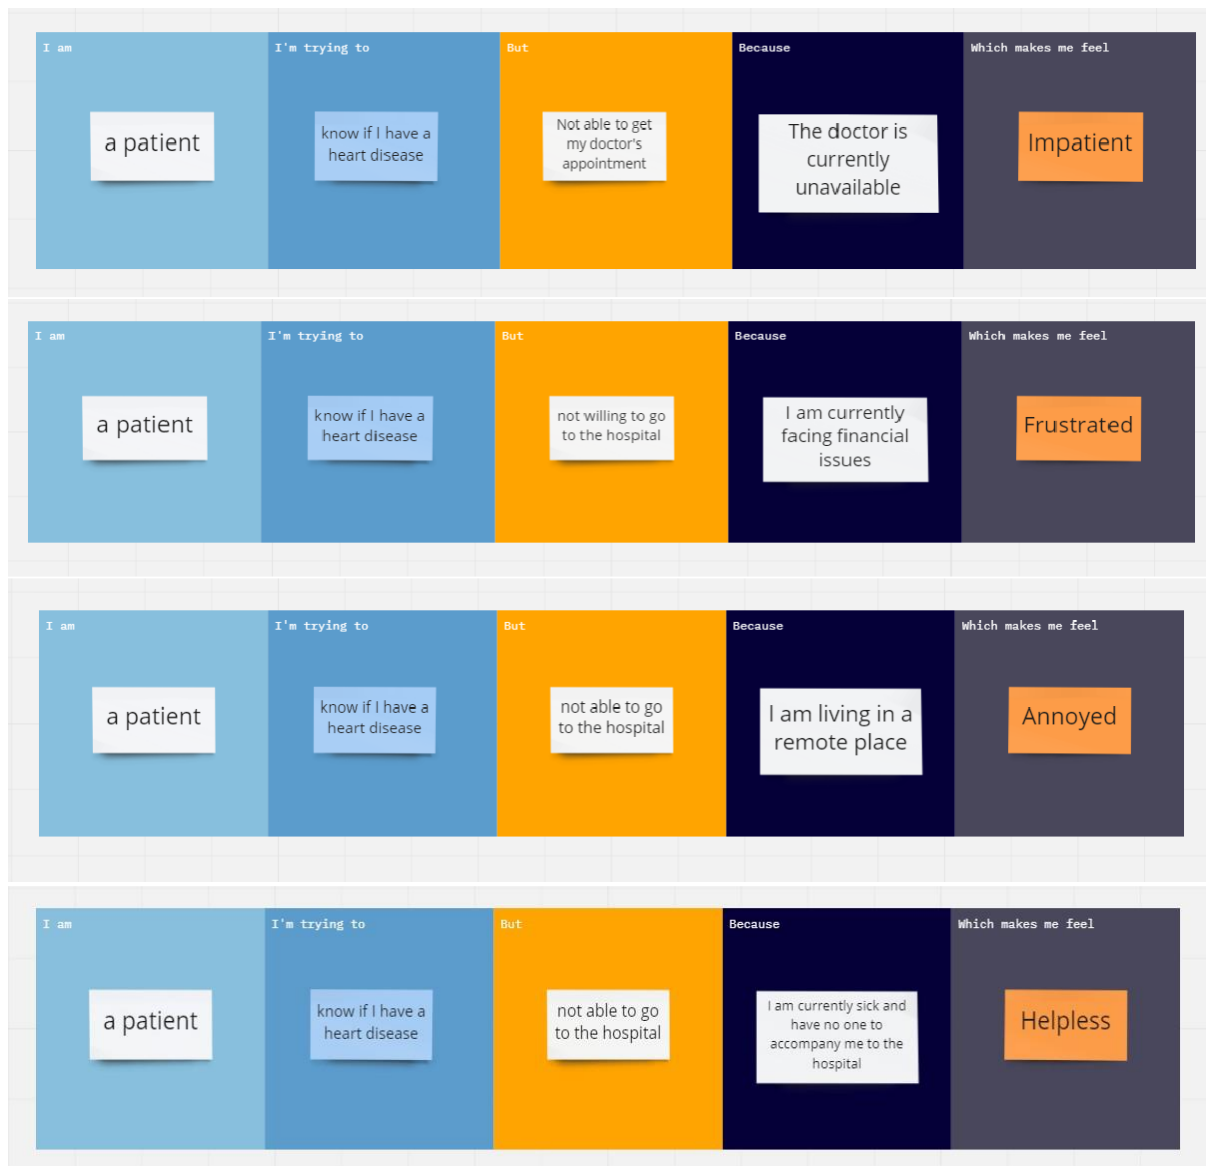 I am
I'm trying to
But
Because
Which makes me feel
a patient
know if I have a
heart disease
Not able to get
my doctor's
appointment
The doctor is
currently
unavailable
Impatient
I am
I'm trying to
But
Because
Which makes me feel
a patient
know if I have a
heart disease
not willing to go
to the hospital
I am currently
facing financial
issues
Frustrated
I am
I'm trying to
But
Because
Which makes me feel
a patient
know if I have a
heart disease
not able to go
to the hospital
I am living in a
remote place
Annoyed
I am
I'm trying to
But
Because
Which makes me feel
a patient
know if I have a
heart disease
not able to go
to the hospital
I am currently sick and
have no one to
accompany me to the
hospital
Helpless